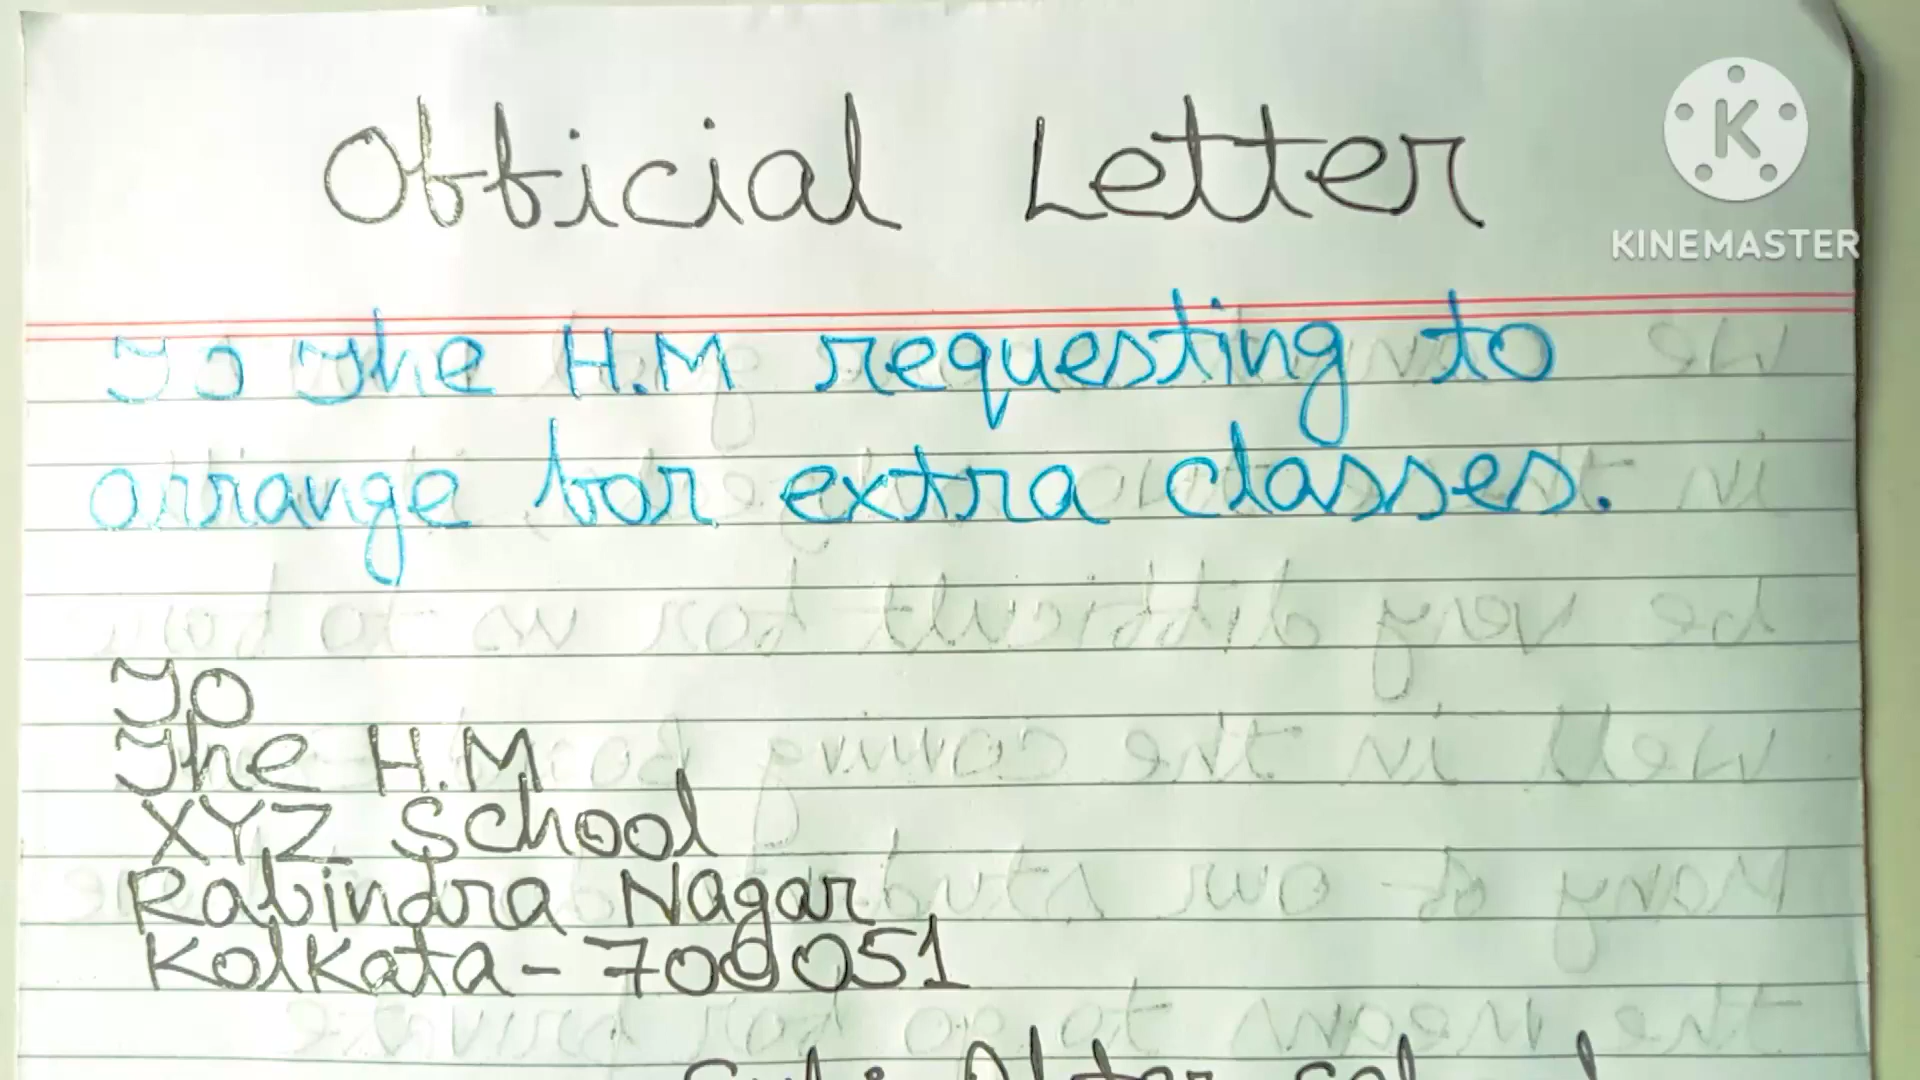 Official Letter
KINEMASTER
To The H.M requesting to
arrange for extra classes.
To
The H.M
XYZ School
Rabindra Nagar
Kolkata - 700051